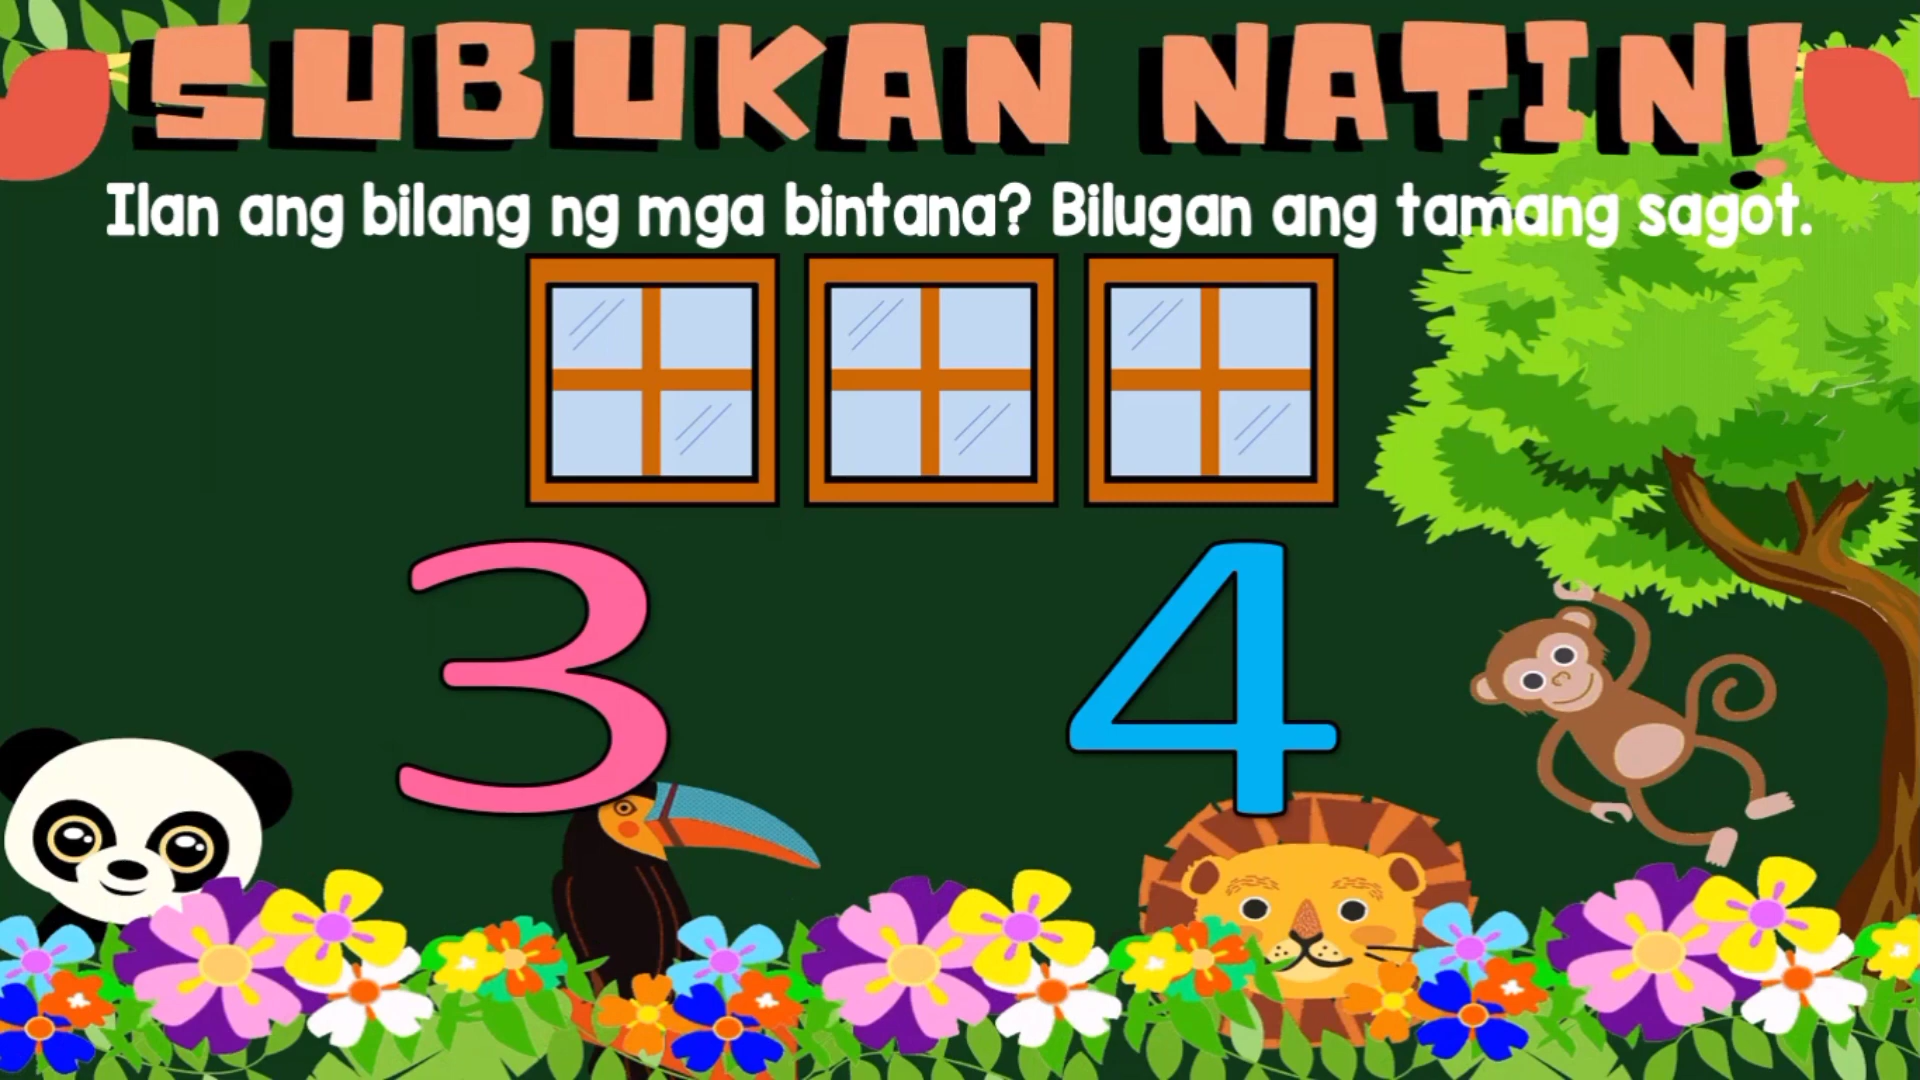 SUBUKAN NATIN!
Ilan ang bilang ng mga bintana? Bilugan ang tamang sagot.
3 4